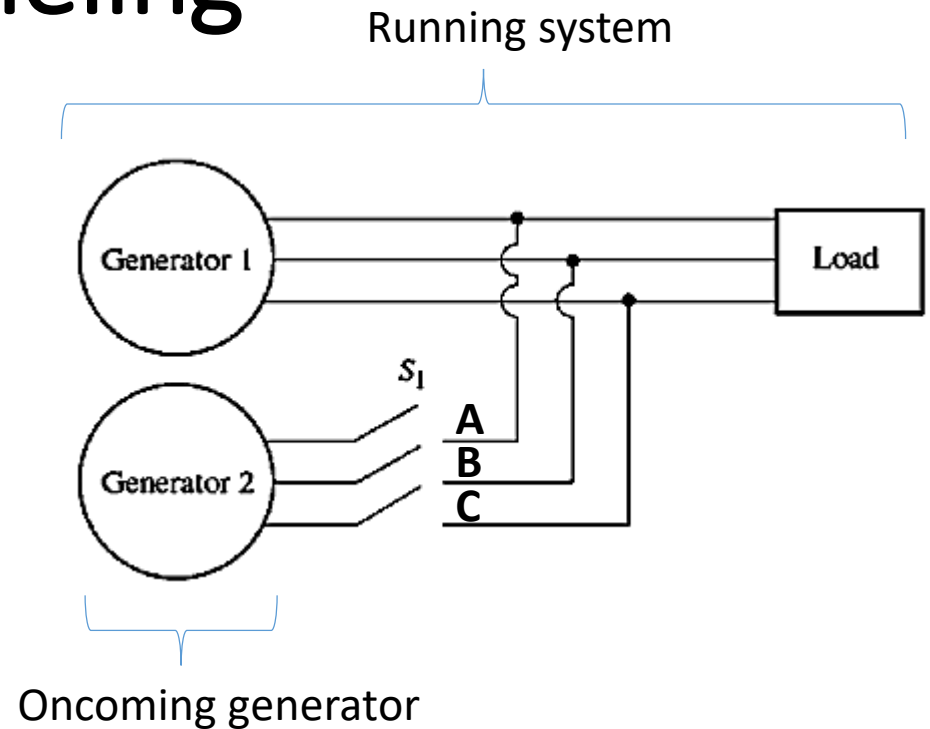 Running system
Generator 1
Load
S1
A
B
Generator 2
C
Oncoming generator